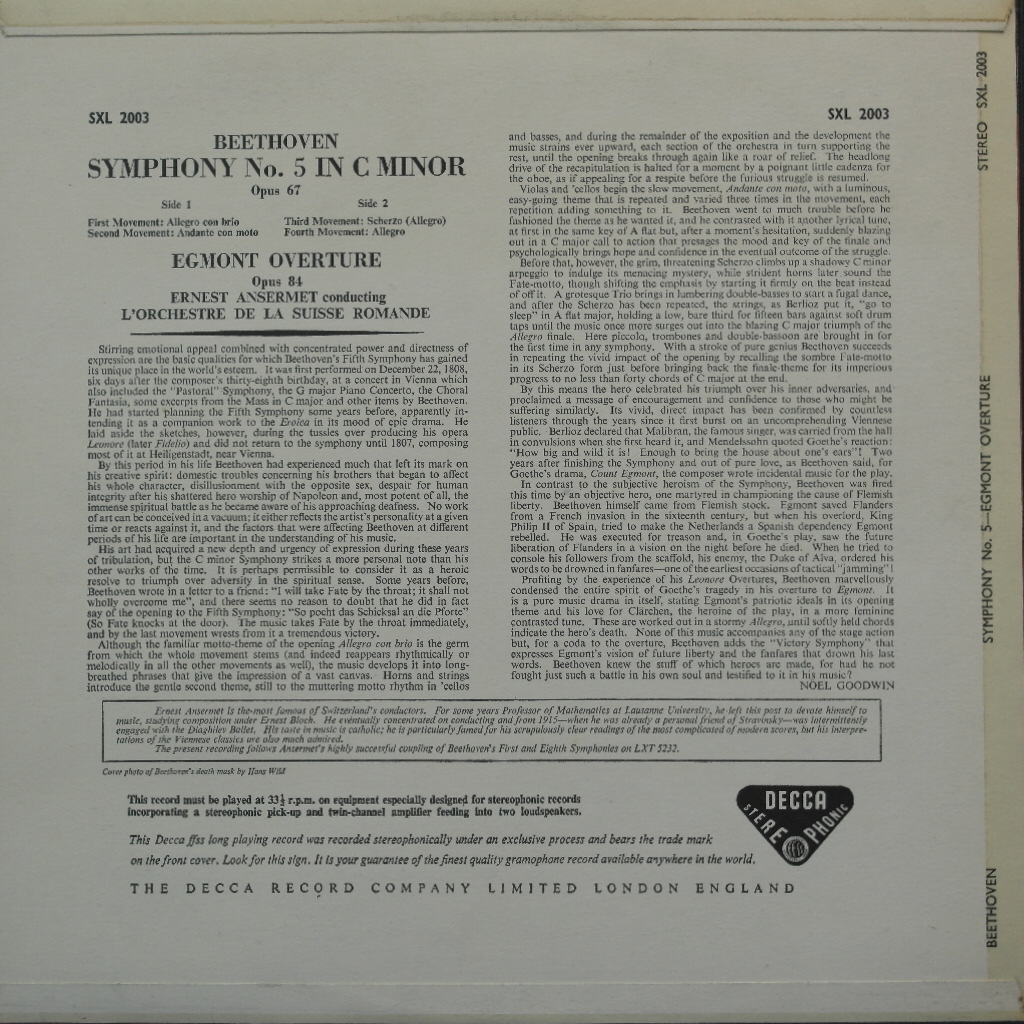 SXL 2003
SXL 2003
BEETHOVEN
SYMPHONY No. 5 IN C MINOR
Opus 67
Side 1
Side 2
First Movement: Allegro con brio
Second Movement: Andante con moto
Third Movement: Scherzo (Allegro)
Fourth Movement: Allegro
EGMONT OVERTURE
Opus 84
ERNEST ANSERMET conducting
L'ORCHESTRE DE LA SUISSE ROMANDE
Stirring emotional appeal combined with concentrated power and directness of
expression are the basic qualities for which Beethoven's Fifth Symphony has gained
its unique place in the world's esteem. It was first performed on December 22, 1808,
six days after the composer's thirty-eighth birthday, at a concert in Vienna which
also included the "Pastoral" Symphony, the G major Piano Concerto, the Choral
Fantasia, some excerpts from the Mass in C major and other items by Beethoven.
He had started planning the Fifth Symphony some years before, apparently in-
tending it as a companion work to the Eroica in its mood of epic drama. He
laid aside the sketches, however, during the tussles over producing his opera
Leonore (later Fidelio) and did not return to the symphony until 1807, composing
most of it at Heiligenstadt, near Vienna.
By this period in his life Beethoven had experienced much that left its mark on
his creative spirit: domestic troubles concerning his brothers that began to affect
his whole character, disillusionment with the opposite sex, despair for human
integrity after his shattered hero worship of Napoleon and, most potent of all, the
immense spiritual battle as he became aware of his approaching deafness. No work
of art can be conceived in a vacuum; it either reflects the artist's personality at a given
time or reacts against it, and the factors that were affecting Beethoven at different
periods of his life are important in the understanding of his music.
His art had acquired a new depth and urgency of expression during these years
of tribulation, but the C minor Symphony strikes a more personal note than his
other works of the time. It is perhaps permissible to consider it as a heroic
resolve to triumph over adversity in the spiritual sense. Some years before,
Beethoven wrote in a letter to a friend: "I will take Fate by the throat; it shall not
wholly overcome me", and there seems no reason to doubt that he did in fact
say of the opening to the Fifth Symphony: "So pocht das Schicksal an die Pforte"
(So Fate knocks at the door). The music takes Fate by the throat immediately,
and by the last movement wrests from it a tremendous victory.
Although the familiar motto-theme of the opening Allegro con brio is the germ
from which the whole movement stems (and indeed reappears rhythmically or
melodically in all the other movements as well), the music develops it into long-
breathed phrases that give the impression of a vast canvas. Horns and strings
introduce the gentle second theme, still to the muttering motto rhythm in 'cellos
and basses, and during the remainder of the exposition and the development the
music strains ever upward, each section of the orchestra in turn supporting the
rest, until the opening breaks through again like a roar of relief. The headlong
drive of the recapitulation is halted for a moment by a poignant little cadenza for
the oboe, as if appealing for a respite before the furious struggle is resumed.
Violas and 'cellos begin the slow movement, Andante con moto, with a luminous,
easy-going theme that is repeated and varied three times in the movement, each
repetition adding something to it. Beethoven went to much trouble before he
fashioned the theme as he wanted it, and he contrasted with it another lyrical tune,
at first in the same key of A flat but, after a moment's hesitation, suddenly blazing
out in a C major call to action that presages the mood and key of the finale and
psychologically brings hope and confidence in the eventual outcome of the struggle.
Before that, however, the grim, threatening Scherzo climbs up a shadowy C minor
arpeggio to indulge its menacing mystery, while strident horns later sound the
Fate-motto, though shifting the emphasis by starting it firmly on the beat instead
of off it. A grotesque Trio brings in lumbering double-basses to start a fugal dance,
and after the Scherzo has been repeated, the strings, as Berlioz put it, "go to
sleep" in A flat major, holding a low, bare third for fifteen bars against soft drum
taps until the music once more surges out into the blazing C major triumph of the
Allegro finale. Here piccolo, trombones and double-bassoon are brought in for
the first time in any symphony. With a stroke of pure genius Beethoven succeeds
in repeating the vivid impact of the opening by recalling the sombre Fate-motto
in its Scherzo form just before bringing back the finale-theme for its imperious
progress to no less than forty chords of C major at the end.
By this means the hero celebrated his triumph over his inner adversaries, and
proclaimed a message of encouragement and confidence to those who might be
suffering similarly. Its vivid, direct impact has been confirmed by countless
listeners through the years since it first burst on an uncomprehending Viennese
public. Berlioz declared that Malibran, the famous singer, was carried from the hall
in convulsions when she first heard it, and Mendelssohn quoted Goethe's reaction:
"How big and wild it is! Enough to bring the house about one's ears"! Two
years after finishing the Symphony and out of pure love, as Beethoven said, for
Goethe's drama, Count Egmont, the composer wrote incidental music for the play.
In contrast to the subjective heroism of the Symphony, Beethoven was fired
this time by an objective hero, one martyred in championing the cause of Flemish
liberty. Beethoven himself came from Flemish stock. Egmont saved Flanders
from a French invasion in the sixteenth century, but when his overlord, King
Philip II of Spain, tried to make the Netherlands a Spanish dependency Egmont
rebelled. He was executed for treason and, in Goethe's play, saw the future
liberation of Flanders in a vision on the night before he died. When he tried to
console his followers from the scaffold, his enemy, the Duke of Alva, ordered his
words to be drowned in fanfares—one of the earliest occasions of tactical "jamming"!
Profiting by the experience of his Leonore Overtures, Beethoven marvellously
condensed the entire spirit of Goethe's tragedy in his overture to Egmont. It
is a pure music drama in itself, stating Egmont's patriotic ideals in its opening
theme and his love for Clärchen, the heroine of the play, in a more feminine
contrasted tune. These are worked out in a stormy Allegro, until softly held chords
indicate the hero's death. None of this music accompanies any of the stage action
but, for a coda to the overture, Beethoven adds the "Victory Symphony" that
expresses Egmont's vision of future liberty and the fanfares that drown his last
words. Beethoven knew the stuff of which heroes are made, for had he not
fought just such a battle in his own soul and testified to it in his music?
NOEL GOODWIN
Ernest Ansermet is the most famous of Switzerland's conductors. For some years Professor of Mathematics at Lausanne University, he left this post to devote himself to
music, studying composition under Ernest Bloch. He eventually concentrated on conducting and from 1915—when he was already a personal friend of Stravinsky—was intermittently
engaged with the Diaghilev Ballet. His taste in music is catholic; he is particularly famed for his scrupulously clear readings of the most complicated of modern scores, but his interpre-
tations of the Viennese classics are also much admired.
The present recording follows Ansermet's highly successful coupling of Beethoven's First and Eighth Symphonies on LXT 5232.
Cover photo of Beethoven's death mask by Hans Wild
This record must be played at 33⅓ r.p.m. on equipment especially designed for stereophonic records
incorporating a stereophonic pick-up and twin-channel amplifier feeding into two loudspeakers.
This Decca ffss long playing record was recorded stereophonically under an exclusive process and bears the trade mark
on the front cover. Look for this sign. It is your guarantee of the finest quality gramophone record available anywhere in the world.
THE DECCA RECORD COMPANY LIMITED LONDON ENGLAND
DECCA
STEREOPHONIC
STEREO SXL 2003
SYMPHONY No. 5—EGMONT OVERTURE
BEETHOVEN